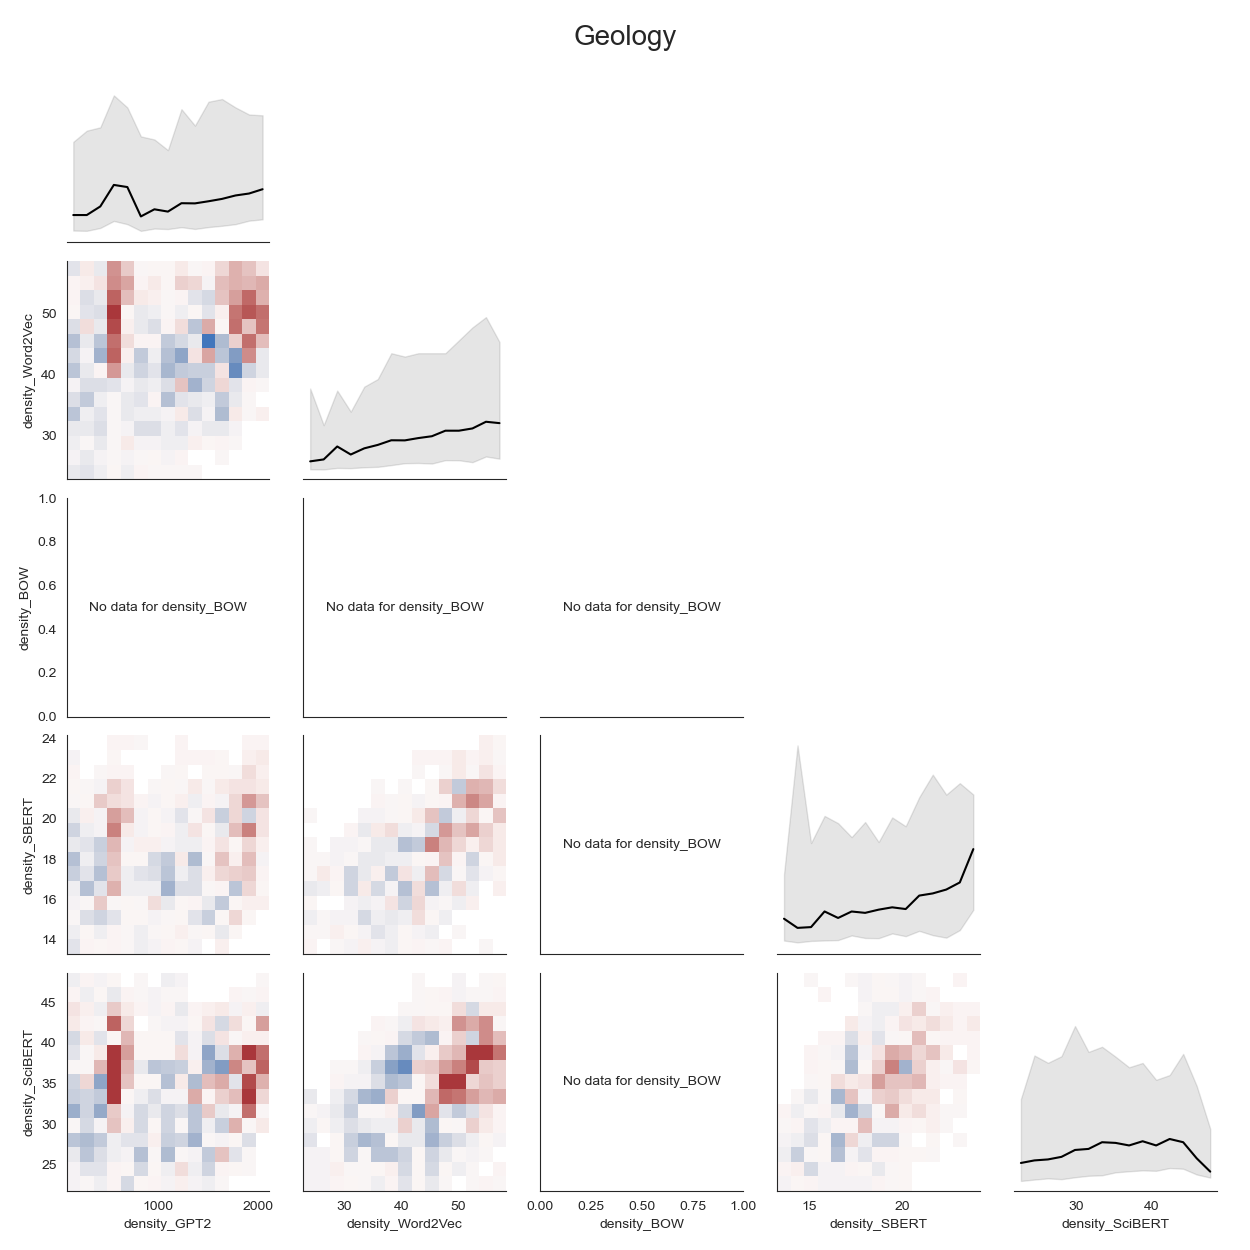 Geology
density_Word2Vec
50
40
30
density_BOW
1.0
0.8
0.6
0.4
0.2
0.0
No data for density_BOW
No data for density_BOW
No data for density_BOW
density_SBERT
24
22
20
18
16
14
No data for density_BOW
density_SciBERT
45
40
35
30
25
No data for density_BOW
1000 2000
density_GPT2
30 40 50
density_Word2Vec
0.00 0.25 0.50 0.75 1.00
density_BOW
15 20
density_SBERT
30 40
density_SciBERT